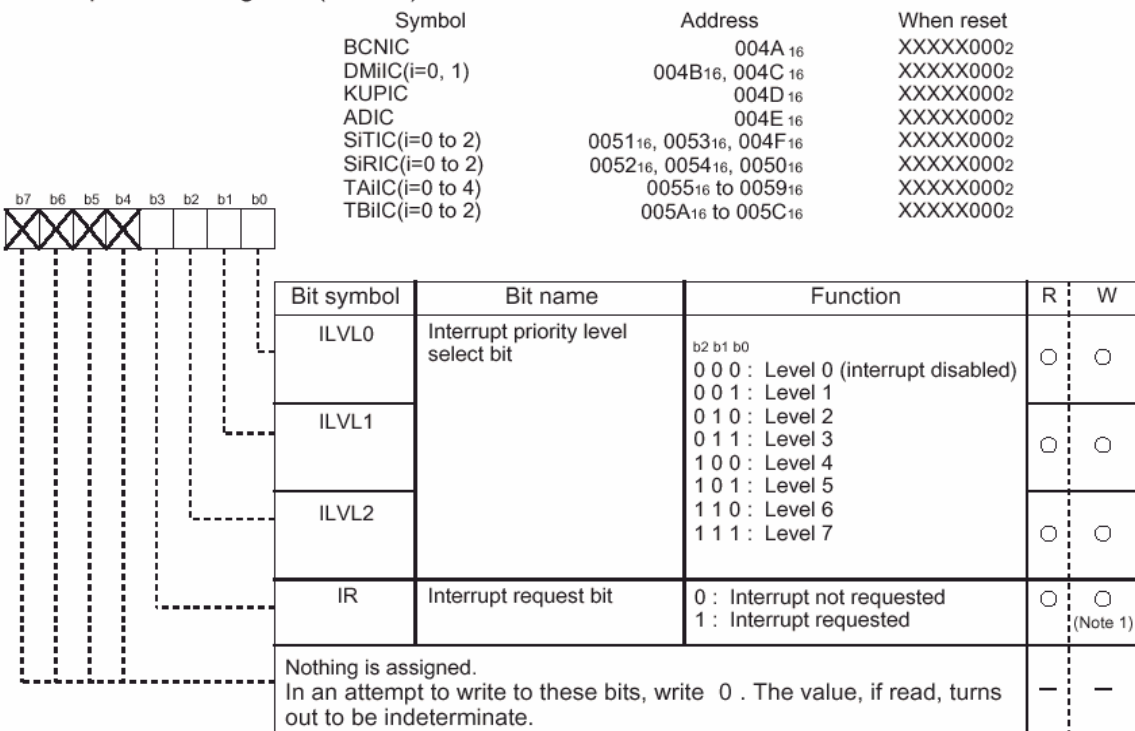 Symbol Address When reset
BCNIC 004A16 XXXXX0002
DMiIC(i=0, 1) 004B16, 004C16 XXXXX0002
KUPIC 004D16 XXXXX0002
ADIC 004E16 XXXXX0002
SiTIC(i=0 to 2) 005116, 005316, 004F16 XXXXX0002
SiRIC(i=0 to 2) 005216, 005416, 005016 XXXXX0002
TAiIC(i=0 to 4) 005516 to 005916 XXXXX0002
TBiIC(i=0 to 2) 005A16 to 005C16 XXXXX0002
b7 b6 b5 b4 b3 b2 b1 b0
Bit symbol Bit name Function R W
ILVL0 Interrupt priority level
select bit
b2 b1 b0
0 0 0 : Level 0 (interrupt disabled)
0 0 1 : Level 1
ILVL1 0 1 0 : Level 2
0 1 1 : Level 3
1 0 0 : Level 4
1 0 1 : Level 5
ILVL2 1 1 0 : Level 6
1 1 1 : Level 7
IR Interrupt request bit 0 : Interrupt not requested
1 : Interrupt requested
(Note 1)
Nothing is assigned.
In an attempt to write to these bits, write 0 . The value, if read, turns
out to be indeterminate.